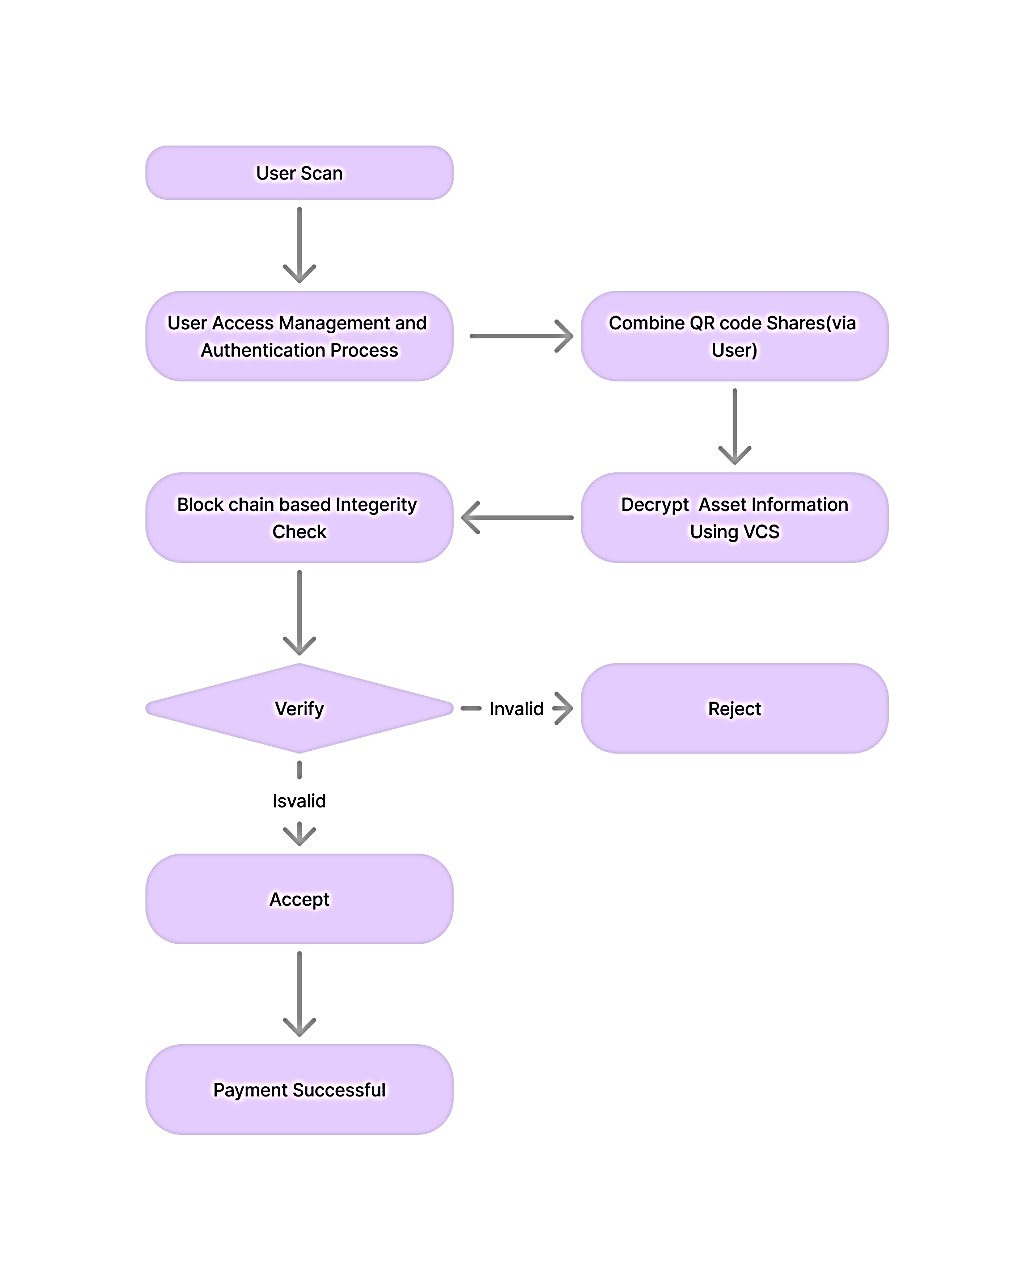 User Scan
User Access Management and
Authentication Process
Combine QR code Shares(via
User)
Decrypt  Asset Information
Using VCS
Block chain based Integerity
Check
Verify
Invalid
Reject
Isvalid
Accept
Payment Successful